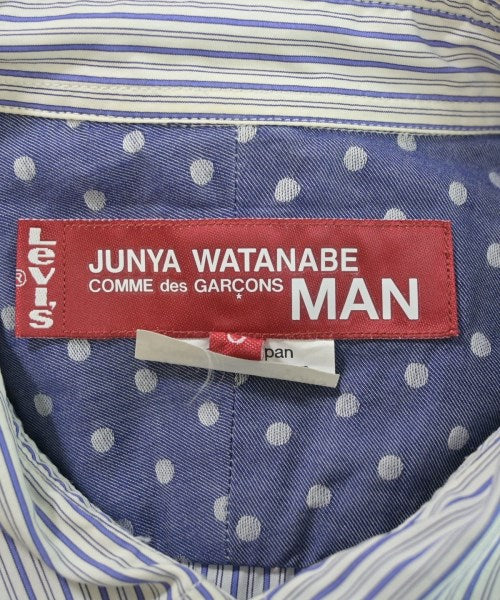 Levi's
®
JUNYA WATANABE
COMME des GARÇONS
*
MAN
pan